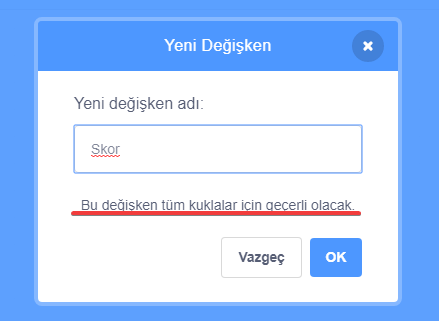 Yeni Değişken
Yeni değişken adı:
Skor
Bu değişken tüm kuklalar için geçerli olacak.
Vazgeç
OK